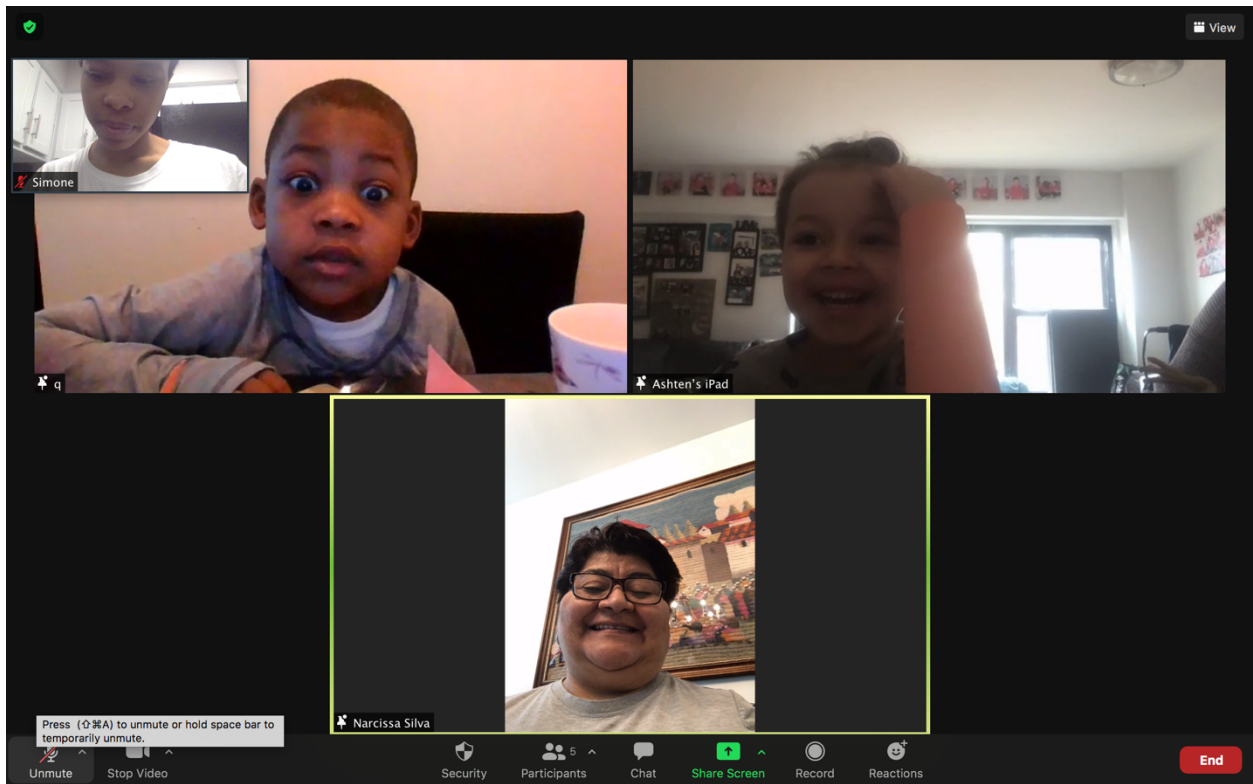 View
Simone
q
Ashten's iPad
Narcissa Silva
Press (⇧⌘A) to unmute or hold space bar to
temporarily unmute.
Unmute
Stop Video
Security
5
Participants
Chat
Share Screen
Record
Reactions
End